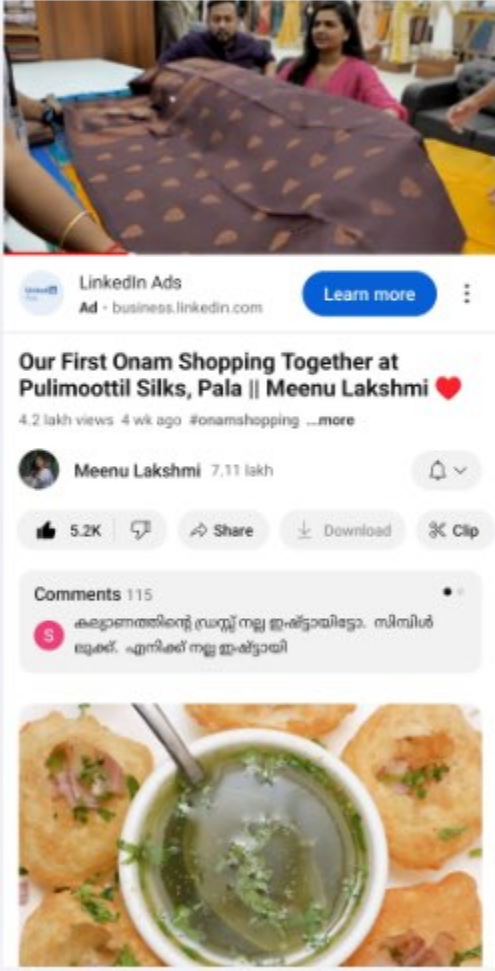 LinkedIn Ads
Ad · business.linkedin.com
Learn more
Our First Onam Shopping Together at
Pulimoottil Silks, Pala || Meenu Lakshmi ❤️
4.2 lakh views 4 wk ago #onamshopping ...more
Meenu Lakshmi 7.11 lakh
5.2K Share Download Clip
Comments 115
S
കല്യാണത്തിന്റെ ഡ്രസ്സ് നല്ല ഇഷ്ട്ടായിട്ടോ. സിമ്പിൾ
ലുക്ക്. എനിക്ക് നല്ല ഇഷ്ട്ടായി